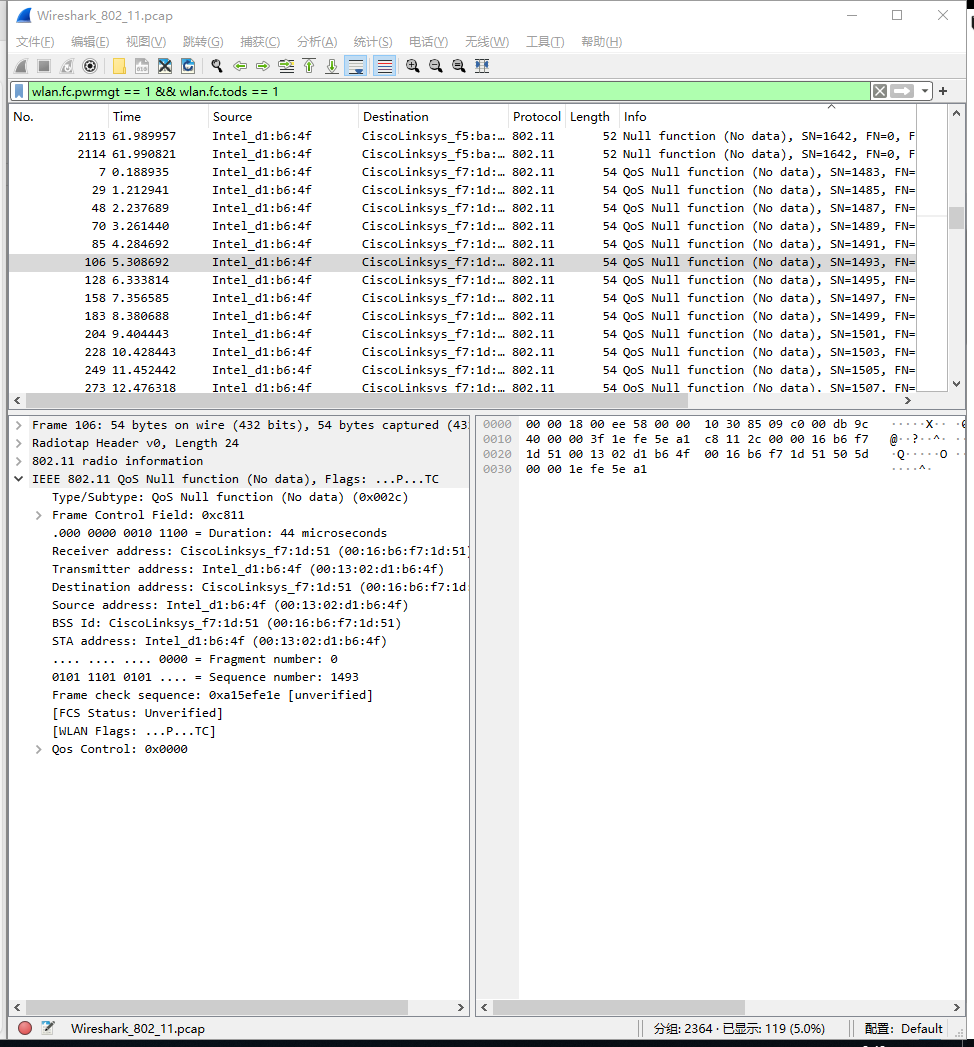 Wireshark_802_11.pcap
文件(F) 编辑(E) 视图(V) 跳转(G) 捕获(C) 分析(A) 统计(S) 电话(Y) 无线(W) 工具(T) 帮助(H)
wlan.fc.pwrmgt == 1 && wlan.fc.tods == 1
No. Time Source Destination Protocol Length Info
2113 61.989957 Intel_d1:b6:4f CiscoLinksys_f5:ba:… 802.11 52 Null function (No data), SN=1642, FN=0, F
2114 61.990821 Intel_d1:b6:4f CiscoLinksys_f5:ba:… 802.11 52 Null function (No data), SN=1642, FN=0, F
7 0.188935 Intel_d1:b6:4f CiscoLinksys_f7:1d:… 802.11 54 QoS Null function (No data), SN=1483, FN=
29 1.212941 Intel_d1:b6:4f CiscoLinksys_f7:1d:… 802.11 54 QoS Null function (No data), SN=1485, FN=
48 2.237689 Intel_d1:b6:4f CiscoLinksys_f7:1d:… 802.11 54 QoS Null function (No data), SN=1487, FN=
70 3.261440 Intel_d1:b6:4f CiscoLinksys_f7:1d:… 802.11 54 QoS Null function (No data), SN=1489, FN=
85 4.284692 Intel_d1:b6:4f CiscoLinksys_f7:1d:… 802.11 54 QoS Null function (No data), SN=1491, FN=
106 5.308692 Intel_d1:b6:4f CiscoLinksys_f7:1d:… 802.11 54 QoS Null function (No data), SN=1493, FN=
128 6.333814 Intel_d1:b6:4f CiscoLinksys_f7:1d:… 802.11 54 QoS Null function (No data), SN=1495, FN=
158 7.356585 Intel_d1:b6:4f CiscoLinksys_f7:1d:… 802.11 54 QoS Null function (No data), SN=1497, FN=
183 8.380688 Intel_d1:b6:4f CiscoLinksys_f7:1d:… 802.11 54 QoS Null function (No data), SN=1499, FN=
204 9.404443 Intel_d1:b6:4f CiscoLinksys_f7:1d:… 802.11 54 QoS Null function (No data), SN=1501, FN=
228 10.428443 Intel_d1:b6:4f CiscoLinksys_f7:1d:… 802.11 54 QoS Null function (No data), SN=1503, FN=
249 11.452442 Intel_d1:b6:4f CiscoLinksys_f7:1d:… 802.11 54 QoS Null function (No data), SN=1505, FN=
273 12.476318 Intel_d1:b6:4f CiscoLinksys_f7:1d:… 802.11 54 QoS Null function (No data), SN=1507, FN=
Frame 106: 54 bytes on wire (432 bits), 54 bytes captured (43
Radiotap Header v0, Length 24
802.11 radio information
IEEE 802.11 QoS Null function (No data), Flags: ...P...TC
Type/Subtype: QoS Null function (No data) (0x002c)
Frame Control Field: 0xc811
.000 0000 0010 1100 = Duration: 44 microseconds
Receiver address: CiscoLinksys_f7:1d:51 (00:16:b6:f7:1d:51)
Transmitter address: Intel_d1:b6:4f (00:13:02:d1:b6:4f)
Destination address: CiscoLinksys_f7:1d:51 (00:16:b6:f7:1d:
Source address: Intel_d1:b6:4f (00:13:02:d1:b6:4f)
BSS Id: CiscoLinksys_f7:1d:51 (00:16:b6:f7:1d:51)
STA address: Intel_d1:b6:4f (00:13:02:d1:b6:4f)
.... .... .... 0000 = Fragment number: 0
0101 1101 0101 .... = Sequence number: 1493
Frame check sequence: 0xa15efe1e [unverified]
[FCS Status: Unverified]
[WLAN Flags: ...P...TC]
Qos Control: 0x0000
0000 00 00 18 00 ee 58 00 00 10 30 85 09 c0 00 db 9c ·····X··
0010 40 00 00 3f 1e fe 5e a1 c8 11 2c 00 00 16 b6 f7 @··?··^·
0020 1d 51 00 13 02 d1 b6 4f 00 16 b6 f7 1d 51 50 5d ·Q·····O
0030 00 00 1e fe 5e a1 ····^·
Wireshark_802_11.pcap 分组: 2364 · 已显示: 119 (5.0%) 配置: Default